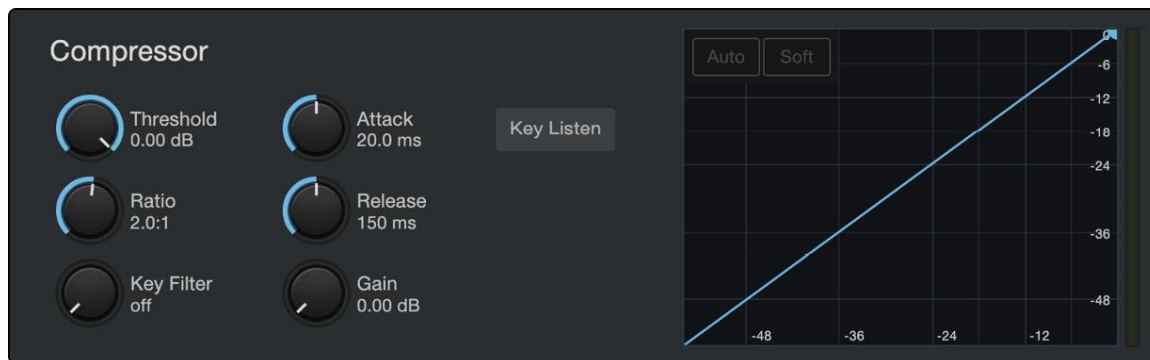 Compressor
Threshold
0.00 dB
Attack
20.0 ms
Key Listen
Ratio
2.0:1
Release
150 ms
Key Filter
off
Gain
0.00 dB
Auto
Soft
0
-6
-12
-18
-24
-36
-48
-48
-36
-24
-12